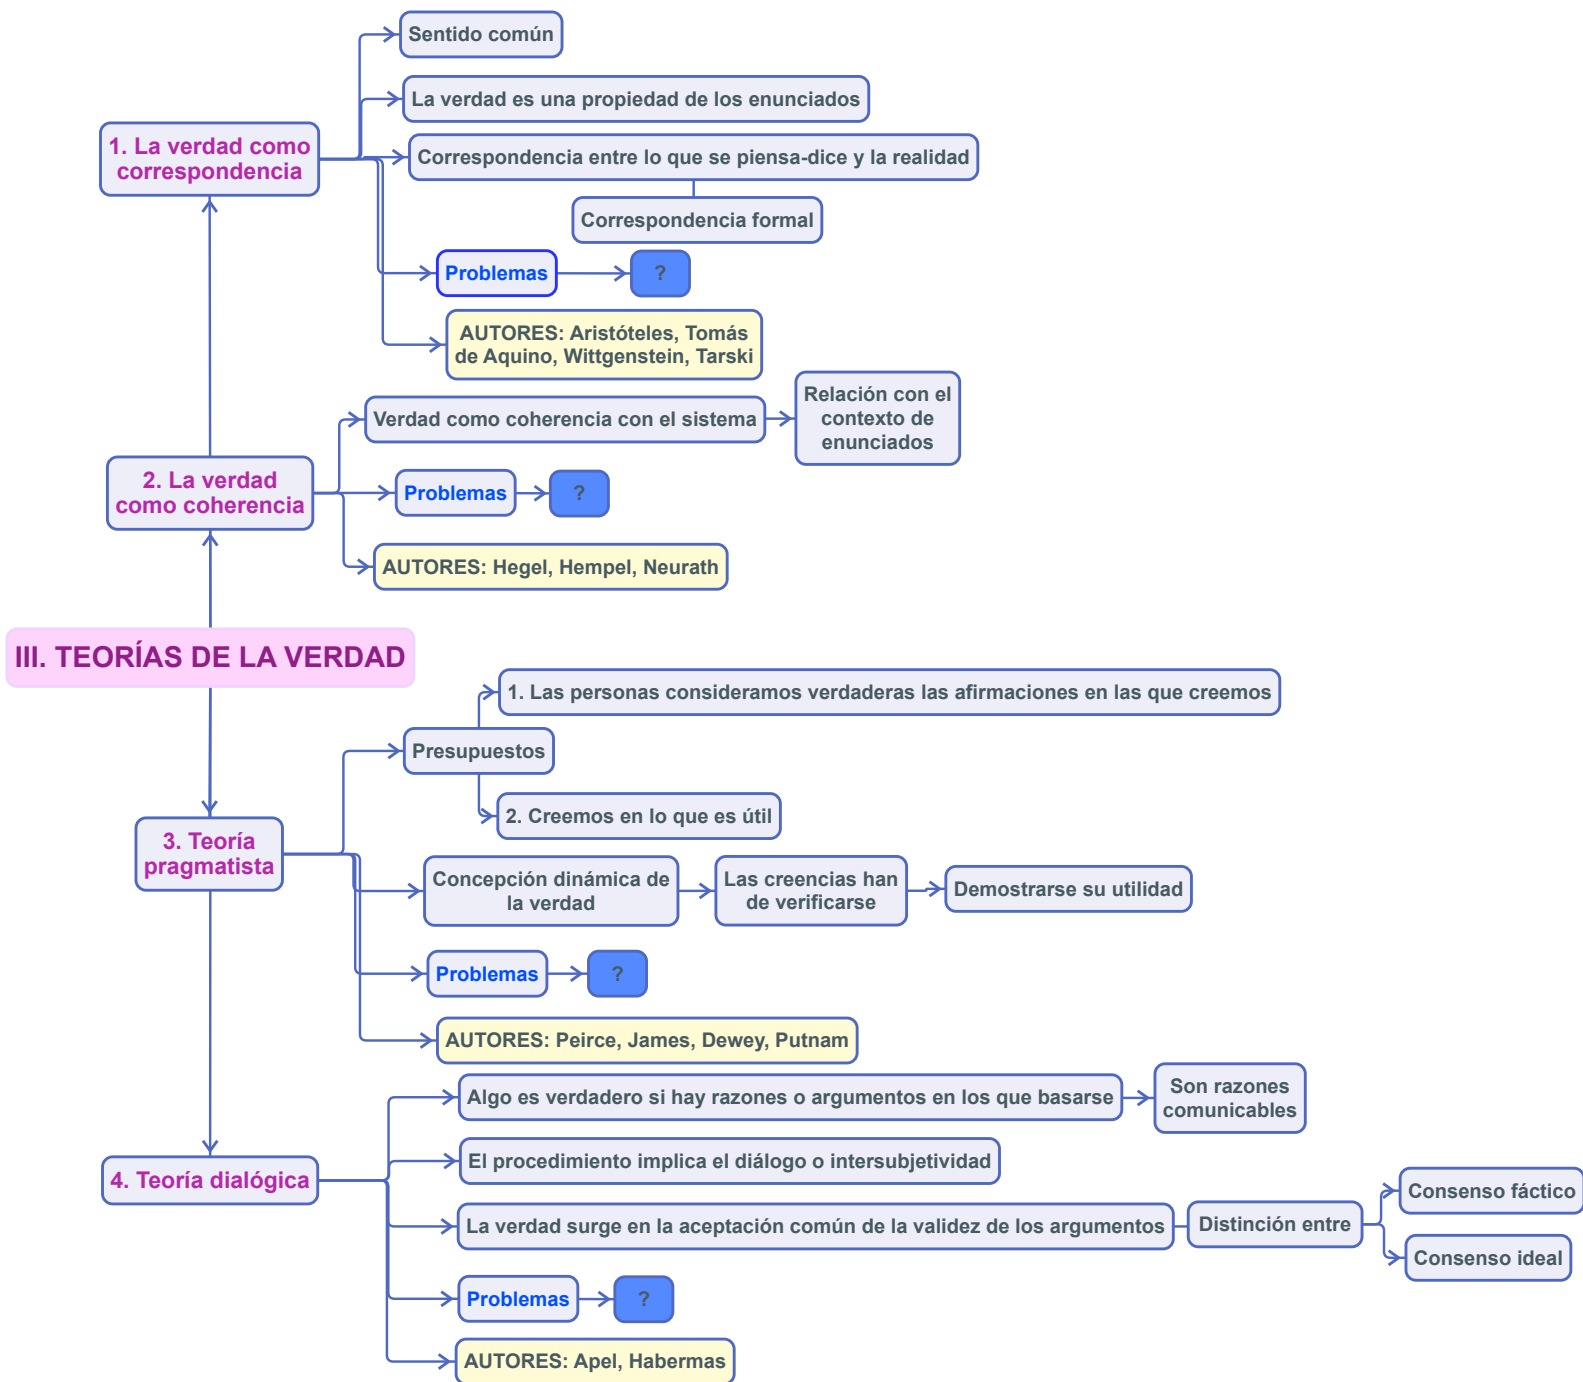 Sentido común
La verdad es una propiedad de los enunciados
1. La verdad como
correspondencia
Correspondencia entre lo que se piensa-dice y la realidad
Correspondencia formal
Problemas
?
AUTORES: Aristóteles, Tomás
de Aquino, Wittgenstein, Tarski
Verdad como coherencia con el sistema
Relación con el
contexto de
enunciados
2. La verdad
como coherencia
Problemas
?
AUTORES: Hegel, Hempel, Neurath
III. TEORÍAS DE LA VERDAD
1. Las personas consideramos verdaderas las afirmaciones en las que creemos
Presupuestos
2. Creemos en lo que es útil
3. Teoría
pragmatista
Concepción dinámica de
la verdad
Las creencias han
de verificarse
Demostrarse su utilidad
Problemas
?
AUTORES: Peirce, James, Dewey, Putnam
Algo es verdadero si hay razones o argumentos en los que basarse
Son razones
comunicables
El procedimiento implica el diálogo o intersubjetividad
4. Teoría dialógica
La verdad surge en la aceptación común de la validez de los argumentos
Distinción entre
Consenso fáctico
Consenso ideal
Problemas
?
AUTORES: Apel, Habermas